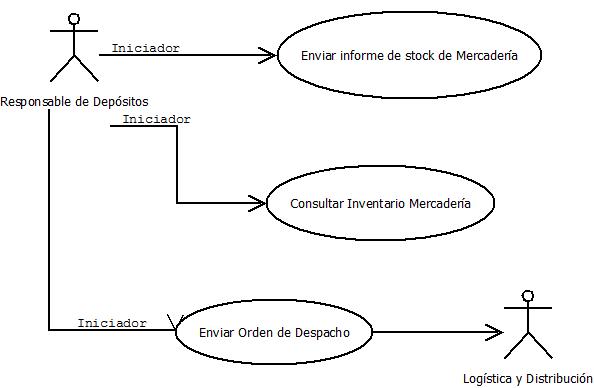 Iniciador
Enviar informe de stock de Mercadería
Responsable de Depósitos
Iniciador
Consultar Inventario Mercadería
Iniciador
Enviar Orden de Despacho
Logística y Distribución